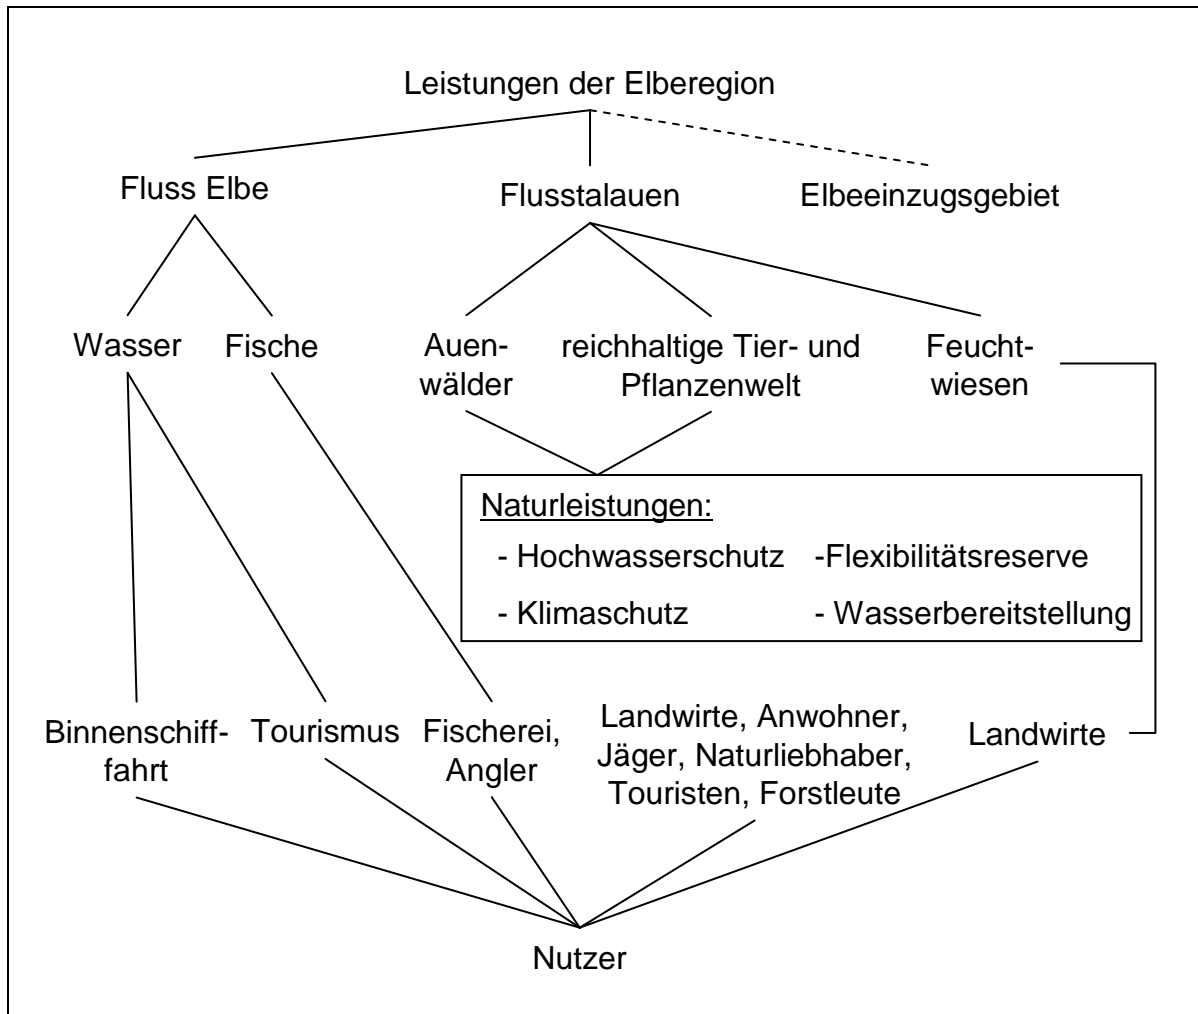 Leistungen der Elberegion
Fluss Elbe
Flusstalauen
Elbeeinzugsgebiet
Wasser
Fische
Auen-
wälder
reichhaltige Tier- und
Pflanzenwelt
Feucht-
wiesen
Naturleistungen:
- Hochwasserschutz
-Flexibilitätsreserve
- Klimaschutz
- Wasserbereitstellung
Binnenschiff-
fahrt
Tourismus
Fischerei,
Angler
Landwirte, Anwohner,
Jäger, Naturliebhaber,
Touristen, Forstleute
Landwirte
Nutzer